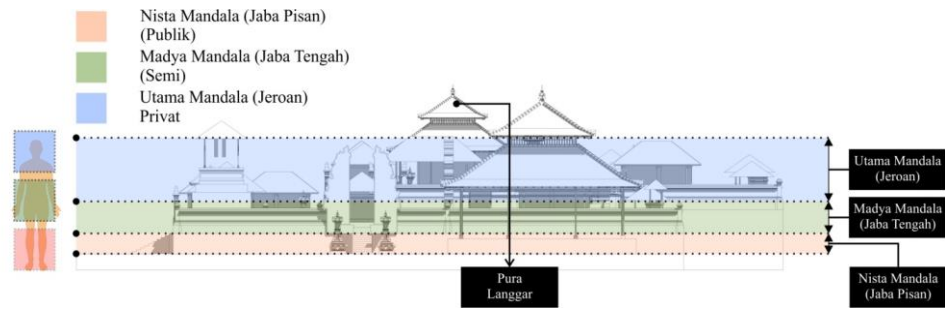 Nista Mandala (Jaba Pisan)
(Publik)
Madya Mandala (Jaba Tengah)
(Semi)
Utama Mandala (Jeroan)
Privat
Utama Mandala
(Jeroan)
Madya Mandala
(Jaba Tengah)
Pura
Langgar
Nista Mandala
(Jaba Pisan)